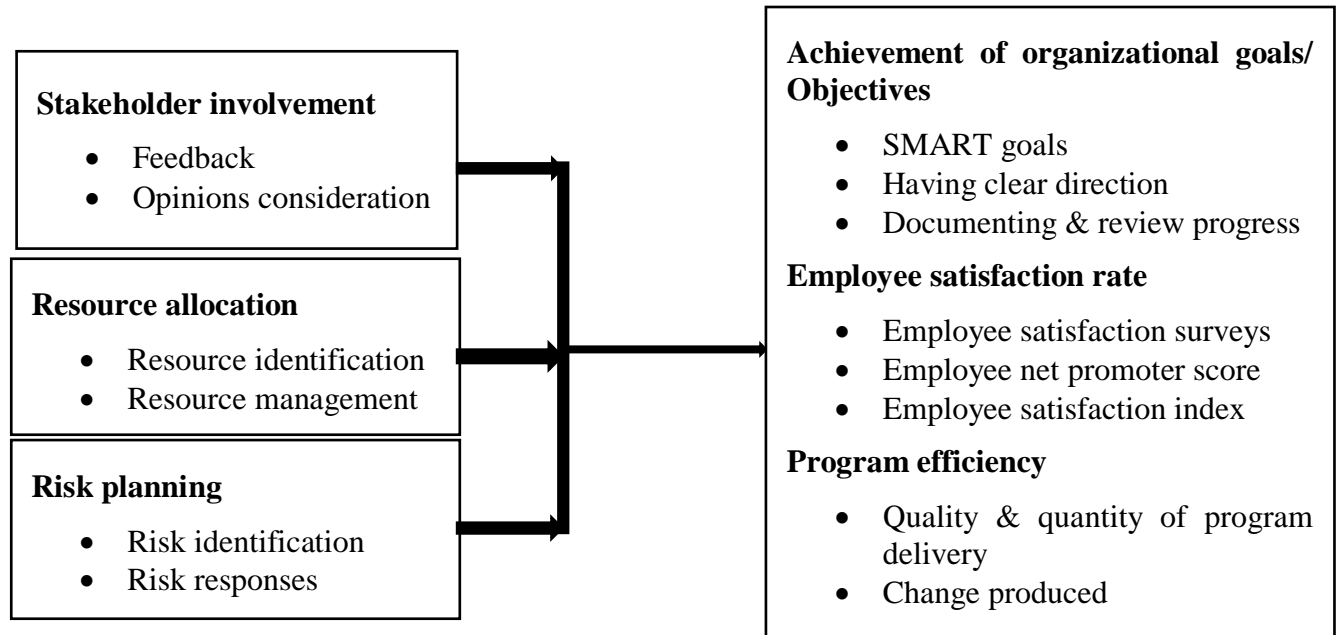 Stakeholder involvement
• Feedback
• Opinions consideration
Resource allocation
• Resource identification
• Resource management
Risk planning
• Risk identification
• Risk responses
Achievement of organizational goals/
Objectives
• SMART goals
• Having clear direction
• Documenting & review progress
Employee satisfaction rate
• Employee satisfaction surveys
• Employee net promoter score
• Employee satisfaction index
Program efficiency
• Quality & quantity of program
delivery
• Change produced